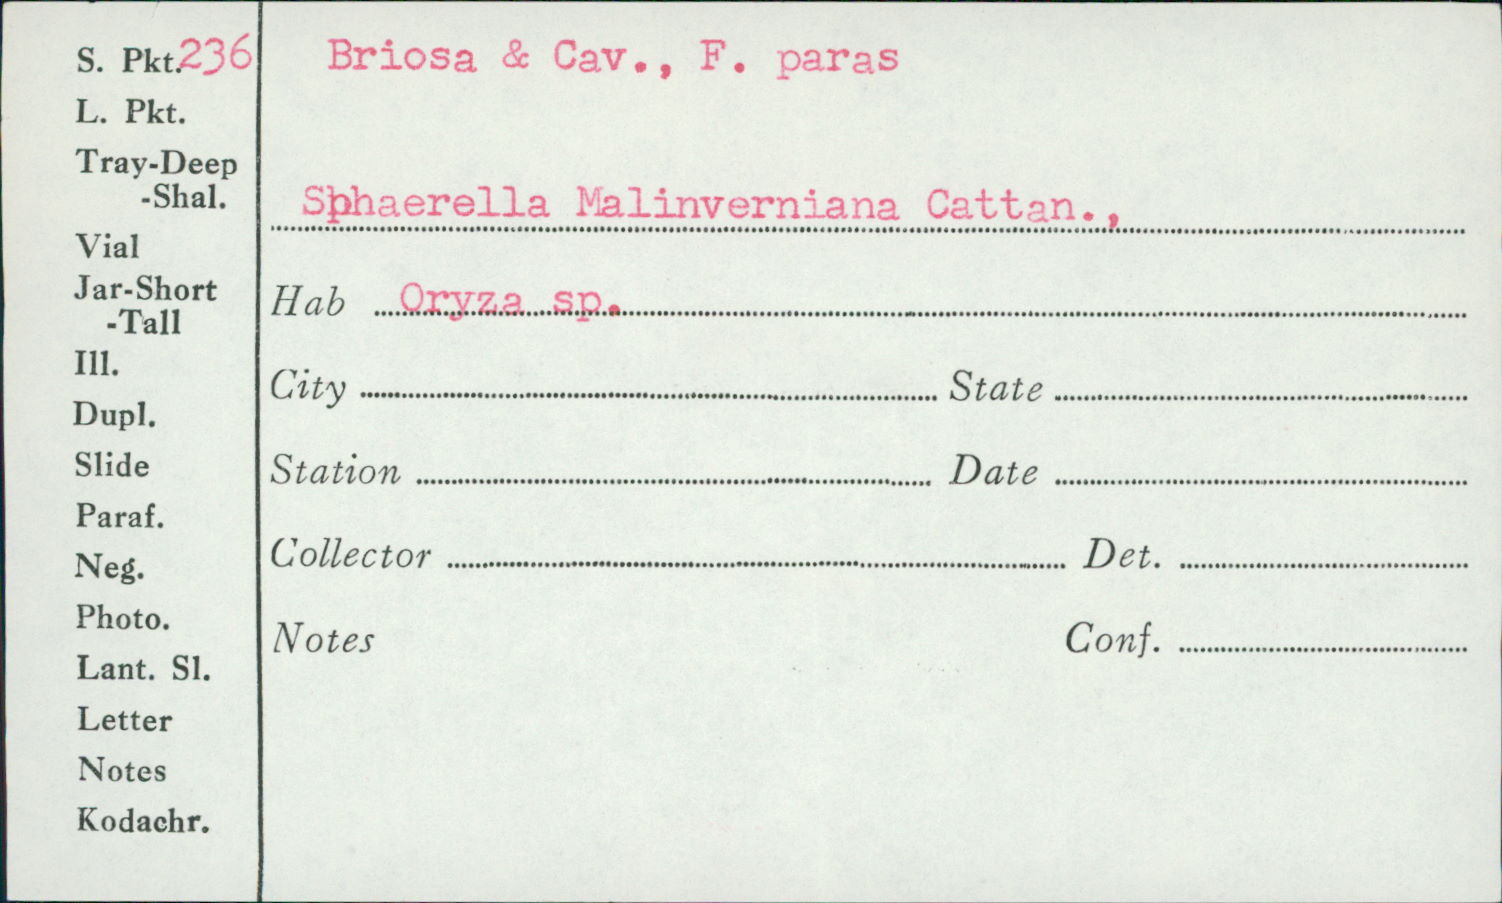 S. Pkt. 236
L. Pkt.
Tray-Deep
-Shal.
Vial
Jar-Short
-Tall
Ill.
Dupl.
Slide
Paraf.
Neg.
Photo.
Lant. Sl.
Letter
Notes
Kodachr.
Briosa & Cav., F. paras
Sphaerella Malinverniana Cattan.,
Hab Oryza sp.
City State
Station Date
Collector Det.
Notes Conf.